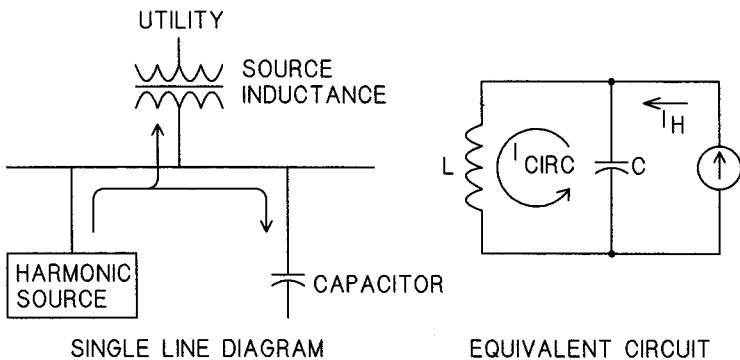 UTILITY
SOURCE
INDUCTANCE
HARMONIC
SOURCE
CAPACITOR
SINGLE LINE DIAGRAM
L
I CIRC
C
I H
EQUIVALENT CIRCUIT